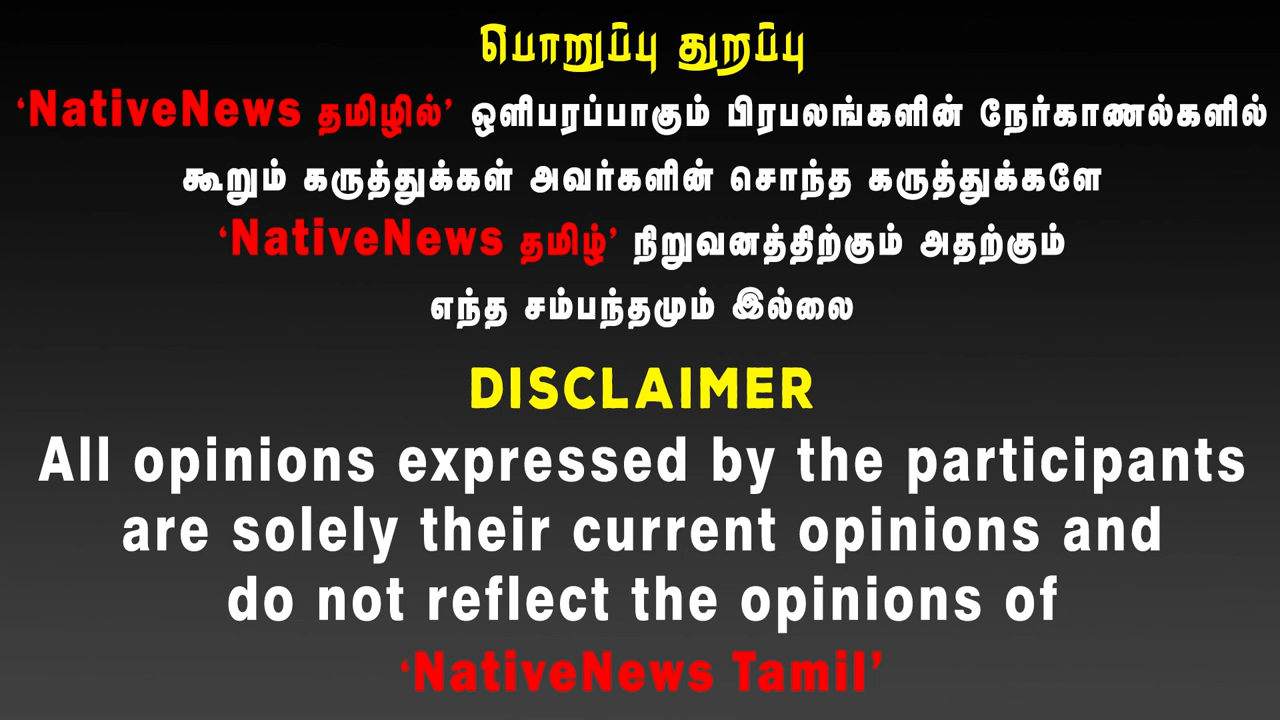 பொறுப்பு துறப்பு
‘NativeNews தமிழில்’ ஒளிபரப்பாகும் பிரபலங்களின் நேர்காணல்களில்
கூறும் கருத்துக்கள் அவர்களின் சொந்த கருத்துக்களே
‘NativeNews தமிழ்’ நிறுவனத்திற்கும் அதற்கும்
எந்த சம்பந்தமும் இல்லை
DISCLAIMER
All opinions expressed by the participants
are solely their current opinions and
do not reflect the opinions of
‘NativeNews Tamil’